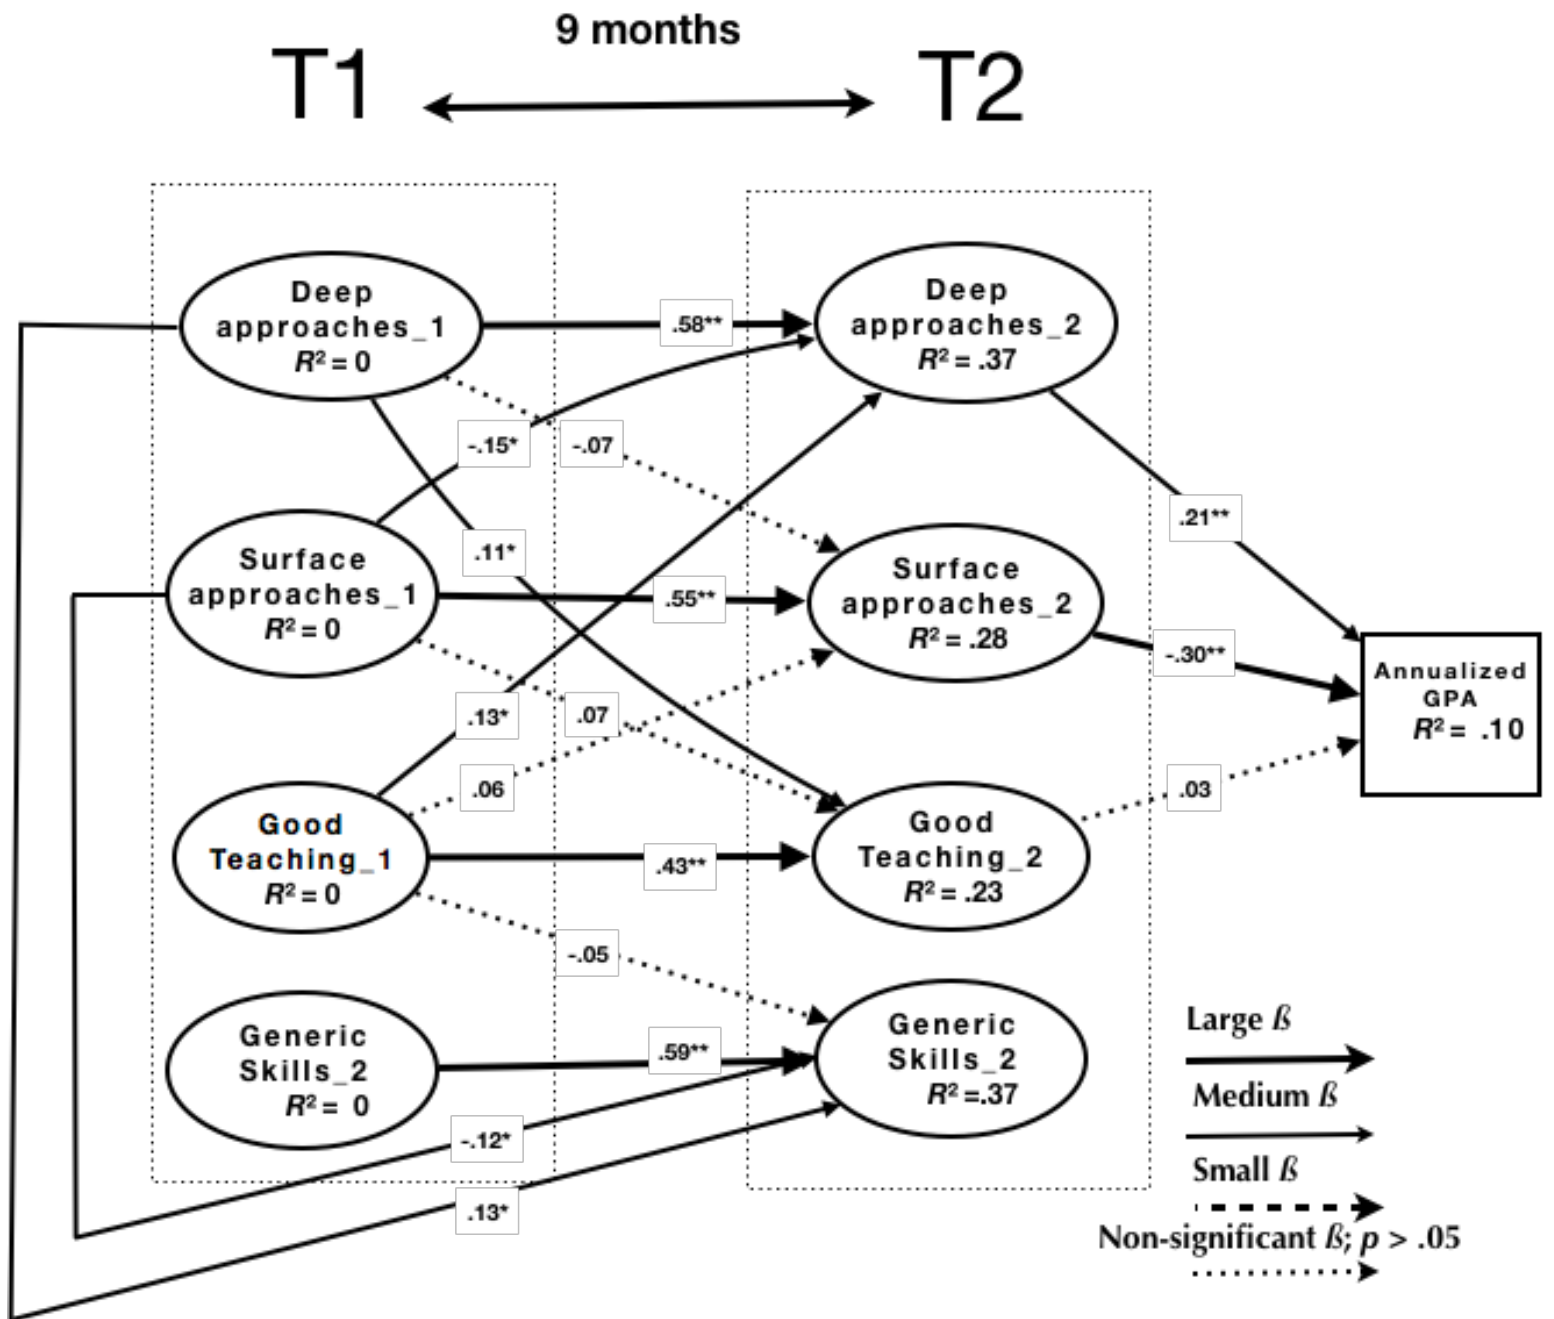 9 months
T1
T2
Deep
approaches_1
R² = 0
Deep
approaches_2
R² = .37
.58**
-.15*
-.07
.11*
.21**
Surface
approaches_1
R² = 0
Surface
approaches_2
R² = .28
.55**
-.30**
Annualized
GPA
R² = .10
.13*
.07
.06
.03
Good
Teaching_1
R² = 0
Good
Teaching_2
R² = .23
.43**
-.05
Generic
Skills_2
R² = 0
Generic
Skills_2
R² =.37
.59**
-.12*
.13*
Large ß
Medium ß
Small ß
Non-significant ß; p > .05